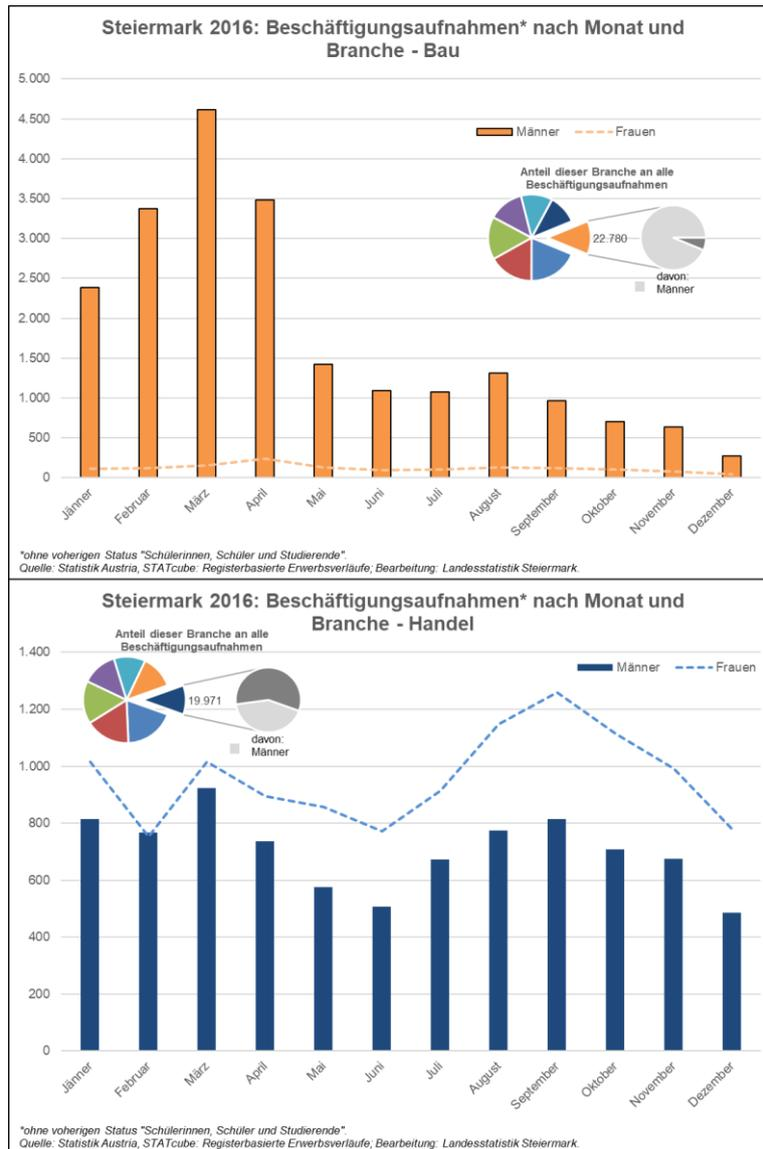 Steiermark 2016: Beschäftigungsaufnahmen* nach Monat und
Branche - Bau
5.000
4.500
4.000
3.500
3.000
2.500
2.000
1.500
1.000
500
0
Männer
Frauen
Anteil dieser Branche an alle
Beschäftigungsaufnahmen
22.780
davon:
Männer
Jänner
Februar
März
April
Mai
Juni
Juli
August
September
Oktober
November
Dezember
*ohne voherigen Status "Schülerinnen, Schüler und Studierende".
Quelle: Statistik Austria, STATcube: Registerbasierte Erwerbsverläufe; Bearbeitung: Landesstatistik Steiermark.
Steiermark 2016: Beschäftigungsaufnahmen* nach Monat und
Branche - Handel
Anteil dieser Branche an alle
Beschäftigungsaufnahmen
19.971
davon:
Männer
Männer
Frauen
1.400
1.200
1.000
800
600
400
200
0
Jänner
Februar
März
April
Mai
Juni
Juli
August
September
Oktober
November
Dezember
*ohne voherigen Status "Schülerinnen, Schüler und Studierende".
Quelle: Statistik Austria, STATcube: Registerbasierte Erwerbsverläufe; Bearbeitung: Landesstatistik Steiermark.